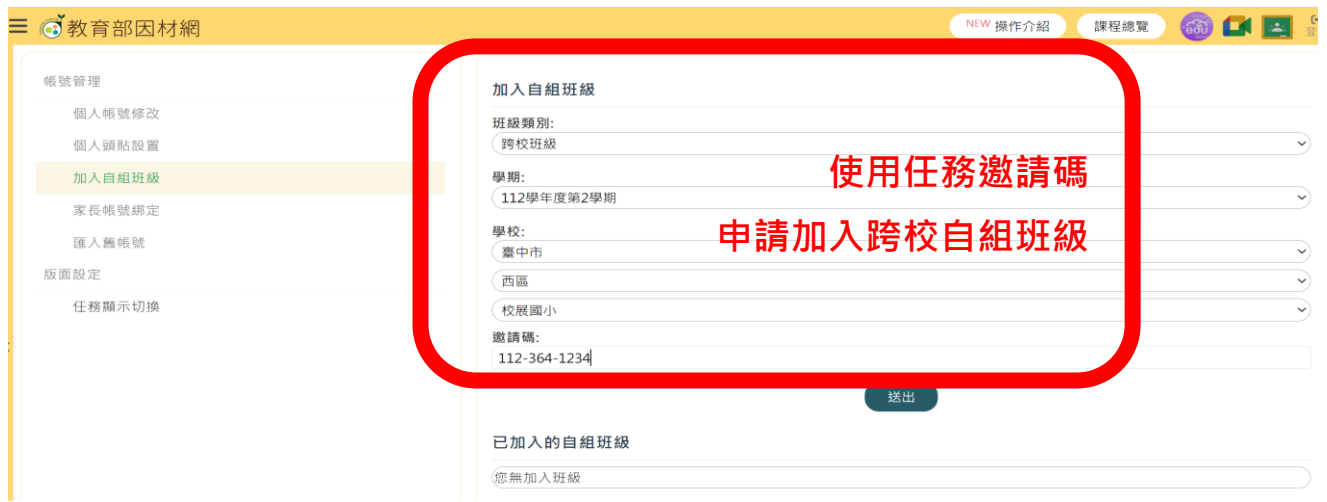 教育部因材網
NEW 操作介紹
課程總覽
edu
登
帳號管理
個人帳號修改
個人頭貼設置
加入自組班級
家長帳號綁定
匯入舊帳號
版面設定
任務顯示切換
加入自組班級
班級類別:
跨校班級
學期:
112學年度第2學期
學校:
臺中市
西區
校展國小
邀請碼:
112-364-1234
送出
使用任務邀請碼
申請加入跨校自組班級
已加入的自組班級
您無加入班級